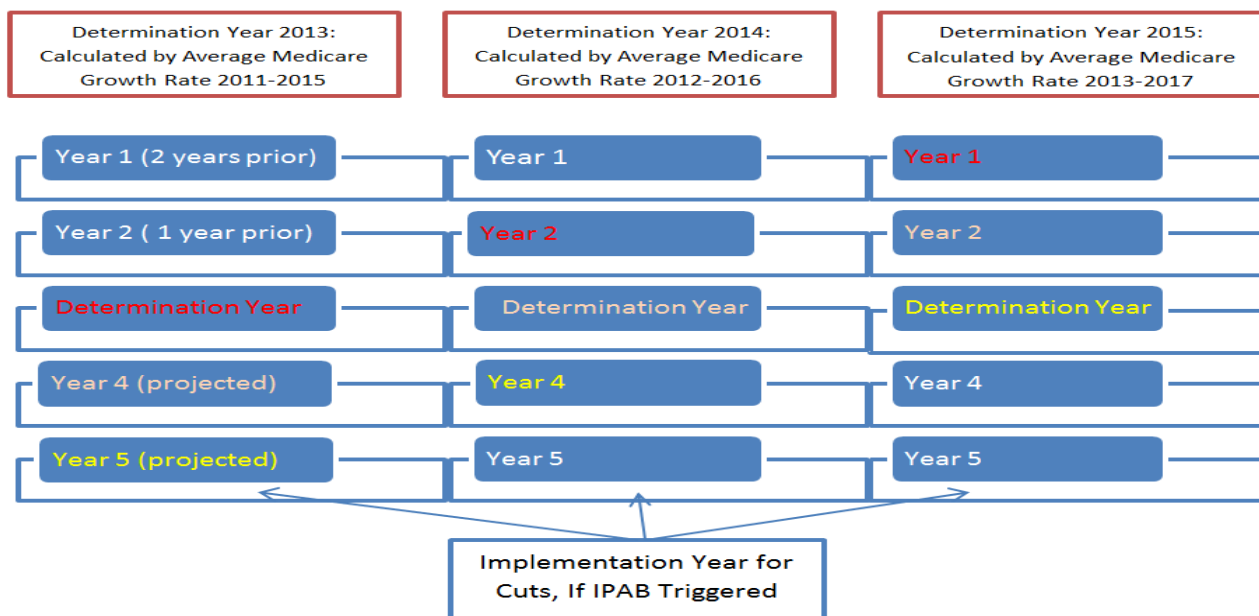 Determination Year 2013:
Calculated by Average Medicare
Growth Rate 2011-2015
Determination Year 2014:
Calculated by Average Medicare
Growth Rate 2012-2016
Determination Year 2015:
Calculated by Average Medicare
Growth Rate 2013-2017
Year 1 (2 years prior)
Year 1
Year 1
Year 2 ( 1 year prior)
Year 2
Year 2
Determination Year
Determination Year
Determination Year
Year 4 (projected)
Year 4
Year 4
Year 5 (projected)
Year 5
Year 5
Implementation Year for
Cuts, If IPAB Triggered